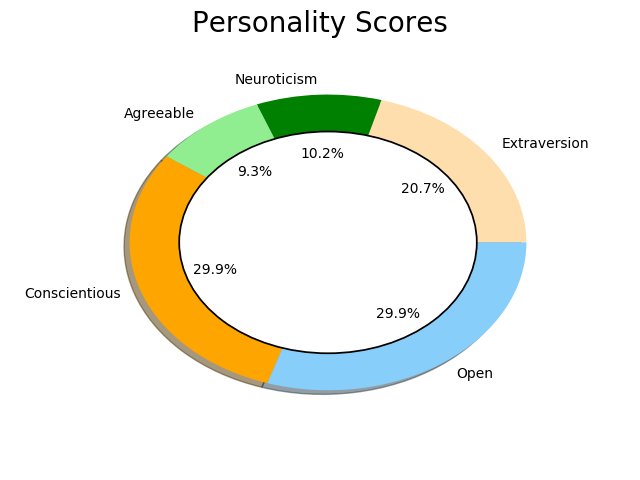 Personality Scores
Neuroticism
Agreeable
Extraversion
10.2%
9.3%
20.7%
29.9%
Conscientious
29.9%
Open